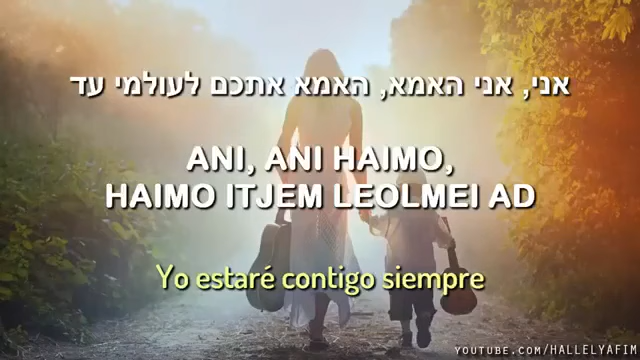 אני, אני האמא, האמא אתכם לעולמי עד
ANI, ANI HAIMO,
HAIMO ITJEM LEOLMEI AD
Yo estaré contigo siempre
YOUTUBE.COM/HALLELYAFIM